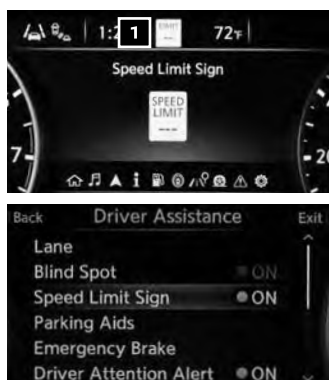 1:2 1 72°F
Speed Limit Sign
SPEED
LIMIT
---
7 20
Back Driver Assistance Exit
Lane
Blind Spot ON
Speed Limit Sign ON
Parking Aids
Emergency Brake
Driver Attention Alert ON